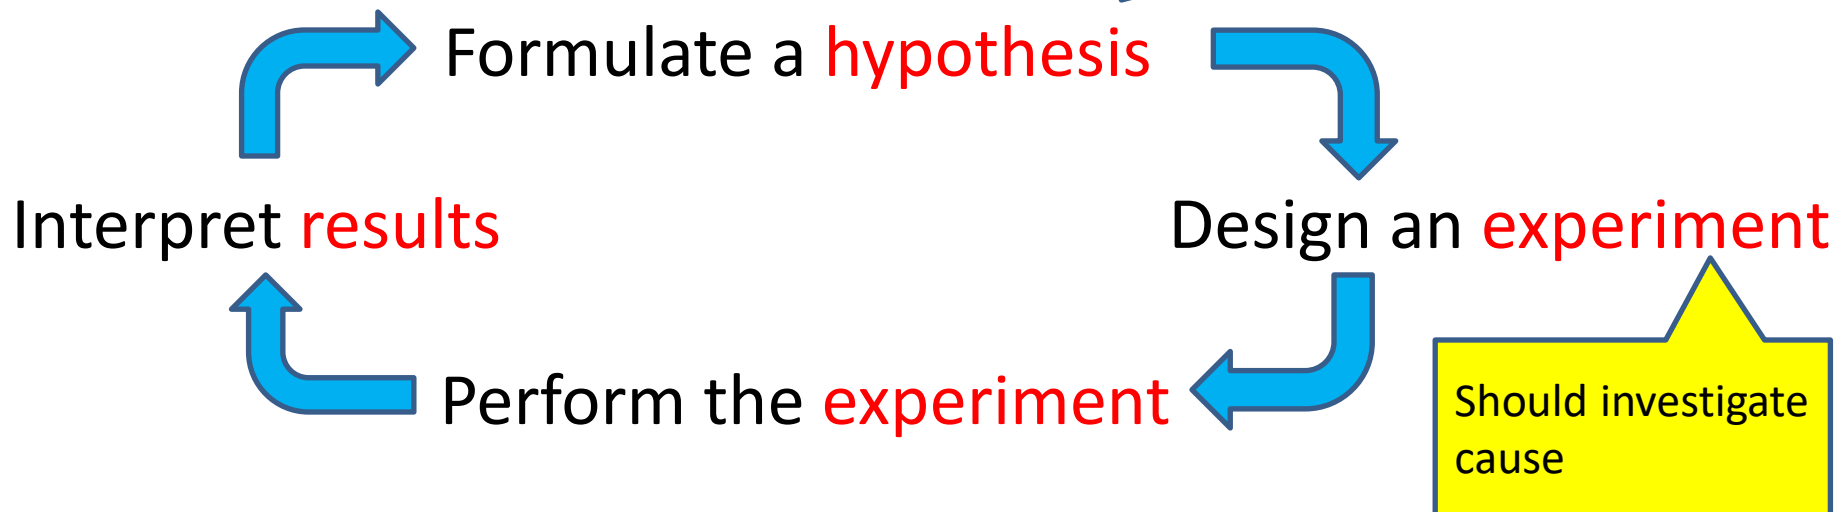 Formulate a hypothesis
Interpret results
Design an experiment
Perform the experiment
Should investigate
cause